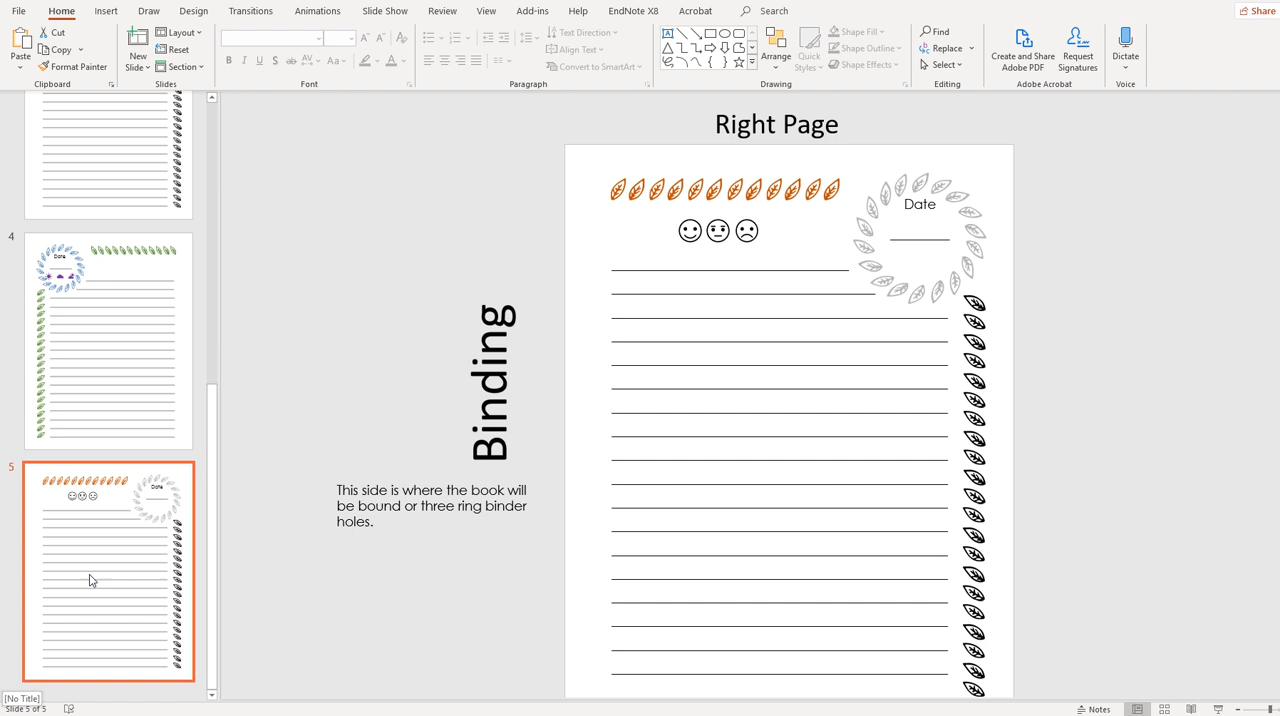 File Home Insert Draw Design Transitions Animations Slide Show Review View Add-ins Help EndNote X8 Acrobat Search Share
Paste
Cut
Copy
Format Painter
Clipboard
New
Slide
Layout
Reset
Section
Slides
B I U S ab AV Aa A
Font
Text Direction
Align Text
Convert to SmartArt
Paragraph
Arrange
Quick
Styles
Shape Fill
Shape Outline
Shape Effects
Drawing
Find
Replace
Select
Editing
Create and Share
Adobe PDF
Request
Signatures
Adobe Acrobat
Dictate
Voice
4
Date
5
Date
[No Title]
Right Page
Date
Binding
This side is where the book will
be bound or three ring binder
holes.
Slide 5 of 5
Notes